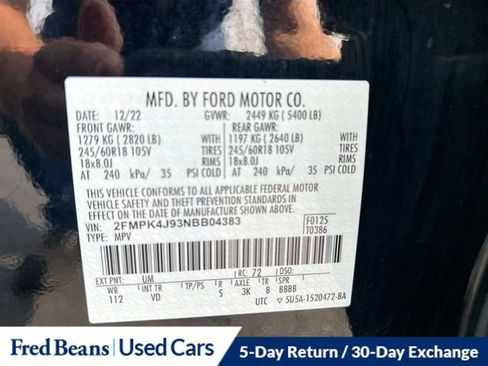 MFD. BY FORD MOTOR CO.
DATE: 12/22 GVWR: 2449 KG ( 5400 LB)
FRONT GAWR: REAR GAWR:
1279 KG ( 2820 LB) WITH 1197 KG ( 2640 LB) WITH
245/60R18 105V TIRES 245/60R18 105V TIRES
18x8.0J RIMS 18x8.0J RIMS
AT 240 kPa/ 35 PSI COLD AT 240 kPa/ 35 PSI COLD
THIS VEHICLE CONFORMS TO ALL APPLICABLE FEDERAL MOTOR
VEHICLE SAFETY AND THEFT PREVENTION STANDARDS IN EFFECT ON THE DATE OF MANUFACTURE SHOWN ABOVE.
VIN: 2FMPK4J93NBB04383 F0125
TYPE: MPV T0386
EXT PNT: UM RC: 72 DSO:
WB INT TR TP/PS R AXLE TR SPR
112 VD S 3K 8 BBBB
UTC ▽ 5U5A-1520472-BA
Fred Beans Used Cars 5-Day Return / 30-Day Exchange